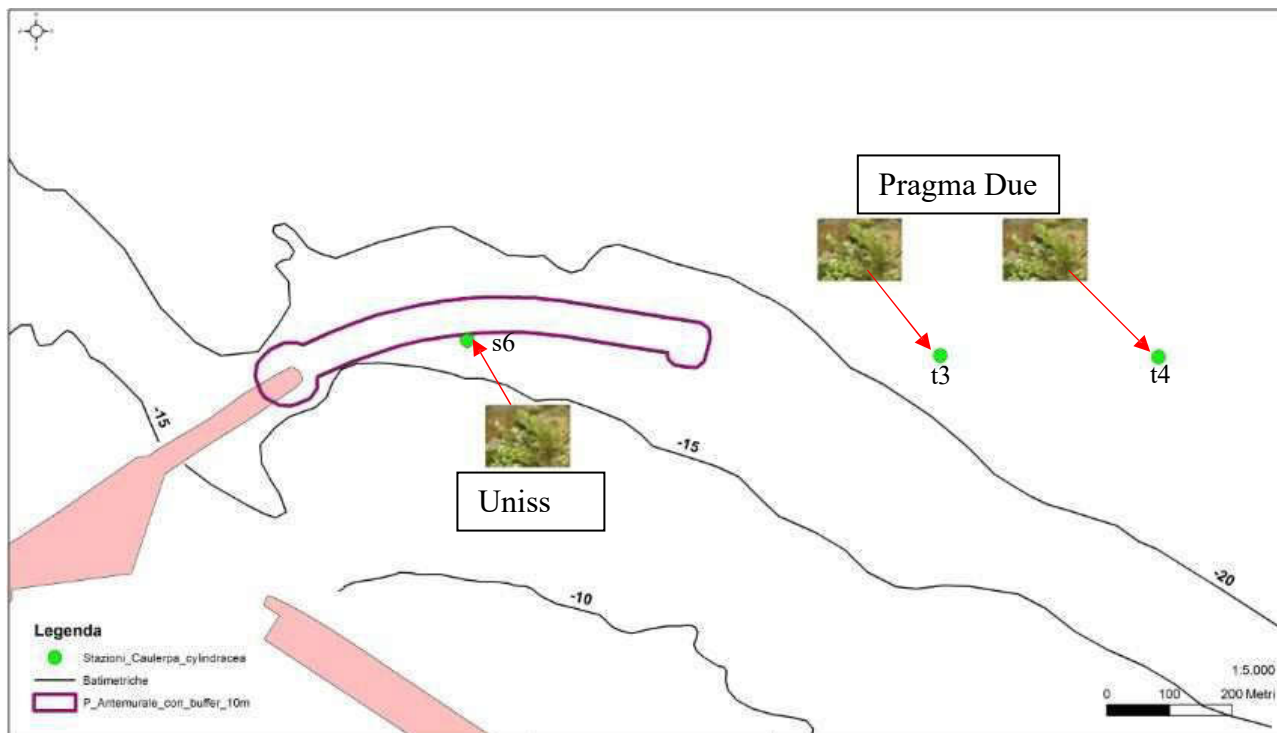 Pragma Due
s6
t3
t4
-15
-15
Uniss
-20
-10
Legenda
Stazioni_Caulerpa_cylindracea
Batimetriche
P_Antemurale_con_buffer_10m
1:5.000
0 100 200 Metri